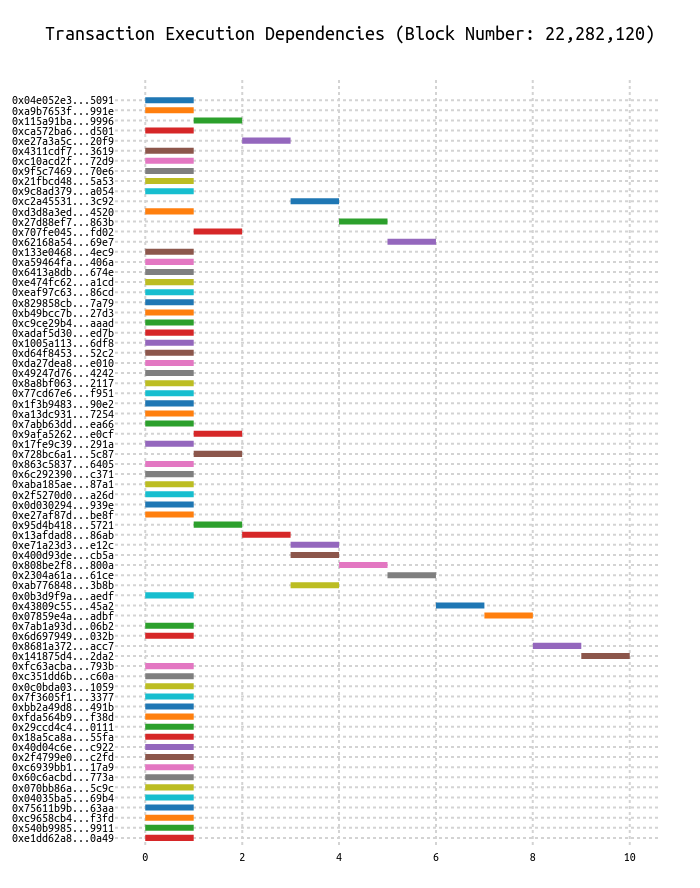 Transaction Execution Dependencies (Block Number: 22,282,120)
0x04e052e3...5091
0xa9b7653f...991e
0x115a91ba...9996
0xca572ba6...d501
0xe27a3a5c...20f9
0x4311cdf7...3619
0xc10acd2f...72d9
0x9f5c7469...70e6
0x21fbcd48...5a53
0x9c8ad379...a054
0xc2a45531...3c92
0xd3d8a3ed...4520
0x27d88ef7...863b
0x707fe045...fd02
0x62168a54...69e7
0x133e0468...4ec9
0xa59464fa...406a
0x6413a8db...674e
0xe474fc62...a1cd
0xeaf97c63...86cd
0x829858cb...7a79
0xb49bcc7b...27d3
0xc9ce29b4...aaad
0xadaf5d30...ed7b
0x1005a113...6df8
0xd64f8453...52c2
0xda27dea8...e010
0x49247d76...4242
0x8a8bf063...2117
0x77cd67e6...f951
0x1f3b9483...90e2
0xa13dc931...7254
0x7abb63dd...ea66
0x9afa5262...e0cf
0x17fe9c39...291a
0x728bc6a1...5c87
0x863c5837...6405
0x6c292390...c371
0xaba185ae...87a1
0x2f5270d0...a26d
0x0d030294...939e
0xe27af87d...be8f
0x95d4b418...5721
0x13afdad8...86ab
0xe71a23d3...e12c
0x400d93de...cb5a
0x808be2f8...800a
0x2304a61a...61ce
0xab776848...3b8b
0x0b3d9f9a...aedf
0x43809c55...45a2
0x07859e4a...adbf
0x7ab1a93d...06b2
0x6d697949...032b
0x8681a372...acc7
0x141875d4...2da2
0xfc63acba...793b
0xc351dd6b...c60a
0x0c0bda03...1059
0x7f3605f1...3377
0xbb2a49d8...491b
0xfda564b9...f38d
0x29ccd4c4...0111
0x18a5ca8a...55fa
0x40d04c6e...c922
0x2f4799e0...c2fd
0xc6939bb1...17a9
0x60c6acbd...773a
0x070bb86a...5c9c
0x04035ba5...69b4
0x75611b9b...63aa
0xc9658cb4...f3fd
0x540b9985...9911
0xe1dd62a8...0a49
0 2 4 6 8 10